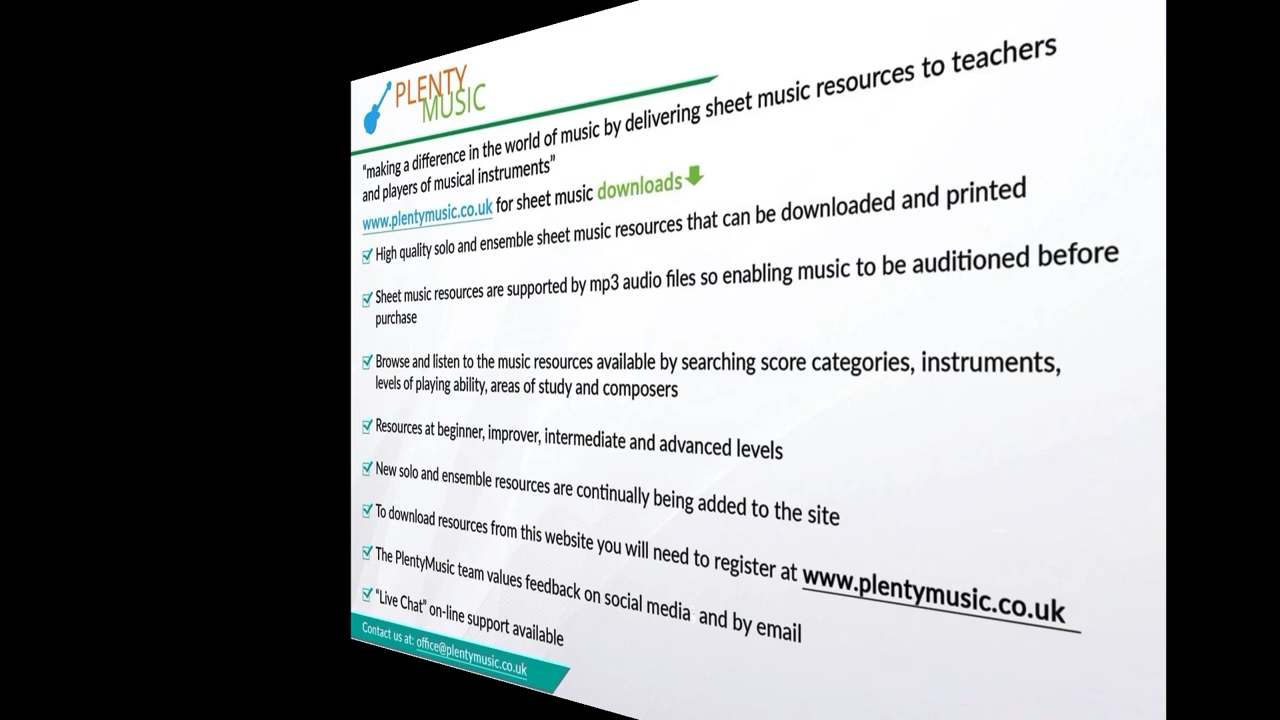 PLENTY
MUSIC
“making a difference in the world of music by delivering sheet music resources to teachers
and players of musical instruments”
www.plentymusic.co.uk for sheet music downloads
High quality solo and ensemble sheet music resources that can be downloaded and printed
Sheet music resources are supported by mp3 audio files so enabling music to be auditioned before
purchase
Browse and listen to the music resources available by searching score categories, instruments,
levels of playing ability, areas of study and composers
Resources at beginner, improver, intermediate and advanced levels
New solo and ensemble resources are continually being added to the site
To download resources from this website you will need to register at www.plentymusic.co.uk
The PlentyMusic team values feedback on social media and by email
“Live Chat” on-line support available
Contact us at: office@plentymusic.co.uk